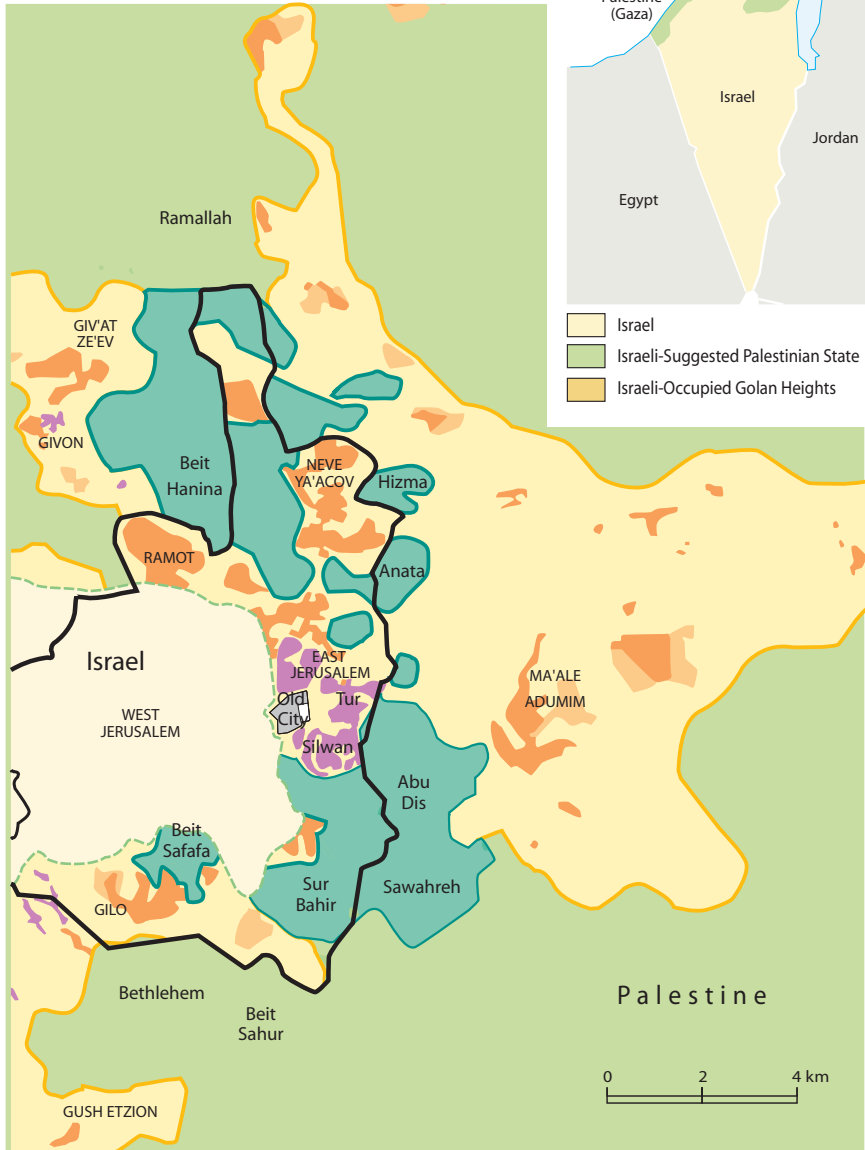 Palestine
(Gaza)
Israel
Jordan
Egypt
Israel
Israeli-Suggested Palestinian State
Israeli-Occupied Golan Heights
Ramallah
GIV'AT
ZE'EV
GIVON
Beit
Hanina
NEVE
YA'ACOV
Hizma
RAMOT
Anata
Israel
EAST
JERUSALEM
MA'ALE
ADUMIM
WEST
JERUSALEM
Old
City
Tur
Silwan
Abu
Dis
Beit
Safafa
Sur
Bahir
Sawahreh
GILO
Bethlehem
Beit
Sahur
Palestine
0 2 4 km
GUSH ETZION